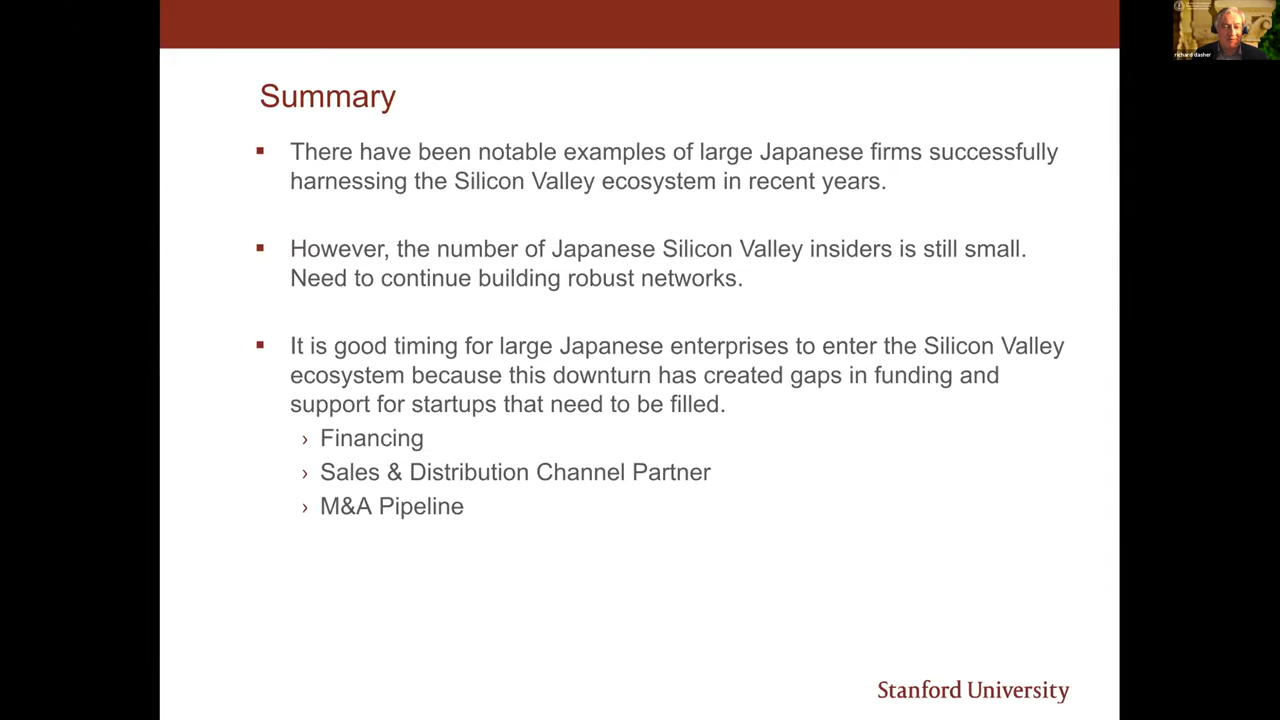 Summary
There have been notable examples of large Japanese firms successfully
harnessing the Silicon Valley ecosystem in recent years.
However, the number of Japanese Silicon Valley insiders is still small.
Need to continue building robust networks.
It is good timing for large Japanese enterprises to enter the Silicon Valley
ecosystem because this downturn has created gaps in funding and
support for startups that need to be filled.
› Financing
› Sales & Distribution Channel Partner
› M&A Pipeline
Stanford University
richard dasher